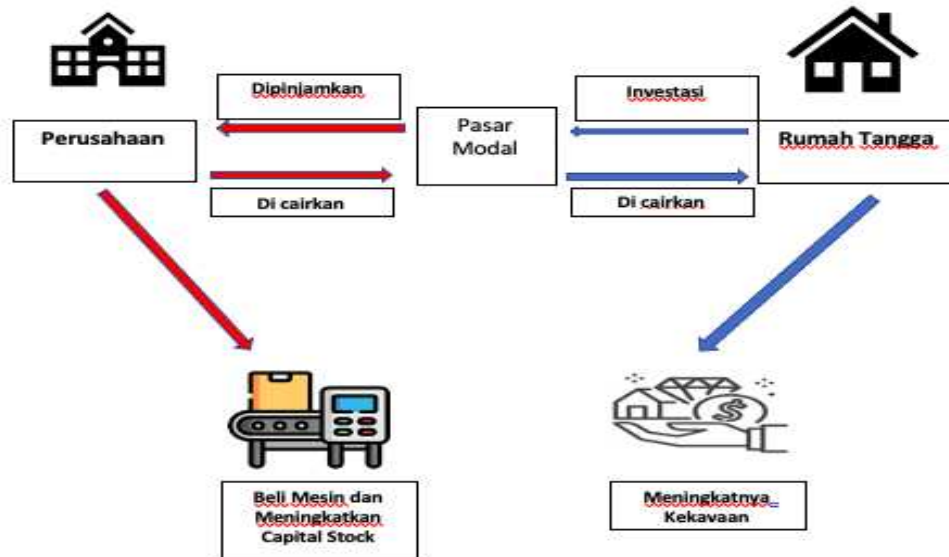 Dipinjamkan
Investasi
Perusahaan
Pasar
Modal
Rumah Tangga
Di cairkan
Di cairkan
$
Beli Mesin dan
Meningkatkan
Capital Stock
Meningkatnya
Kekayaan